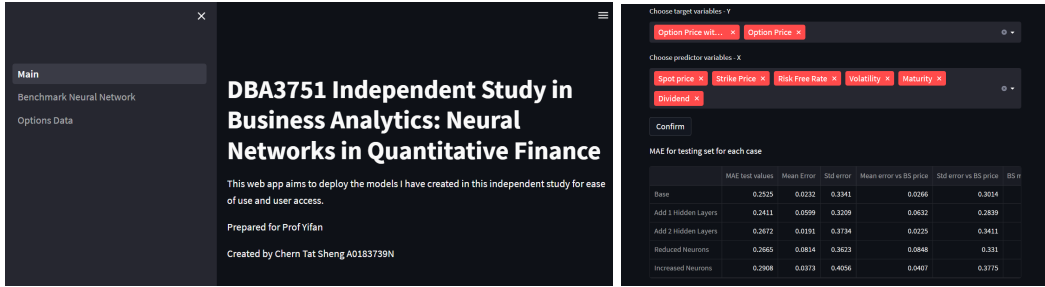 Main
Benchmark Neural Network
Options Data
DBA3751 Independent Study in
Business Analytics: Neural
Networks in Quantitative Finance
This web app aims to deploy the models I have created in this independent study for ease
of use and user access.
Prepared for Prof Yifan
Created by Chern Tat Sheng A0183739N
Choose target variables - Y
Option Price wit... × Option Price ×
Choose predictor variables - X
Spot price × Strike Price × Risk Free Rate × Volatility × Maturity ×
Dividend ×
Confirm
MAE for testing set for each case
MAE test values Mean Error Std error Mean error vs BS price Std error vs BS price BS m
Base 0.2525 0.0232 0.3341 0.0266 0.3014
Add 1 Hidden Layers 0.2411 0.0599 0.3209 0.0632 0.2839
Add 2 Hidden Layers 0.2672 0.0191 0.3734 0.0225 0.3411
Reduced Neurons 0.2665 0.0814 0.3623 0.0848 0.331
Increased Neurons 0.2908 0.0373 0.4056 0.0407 0.3775